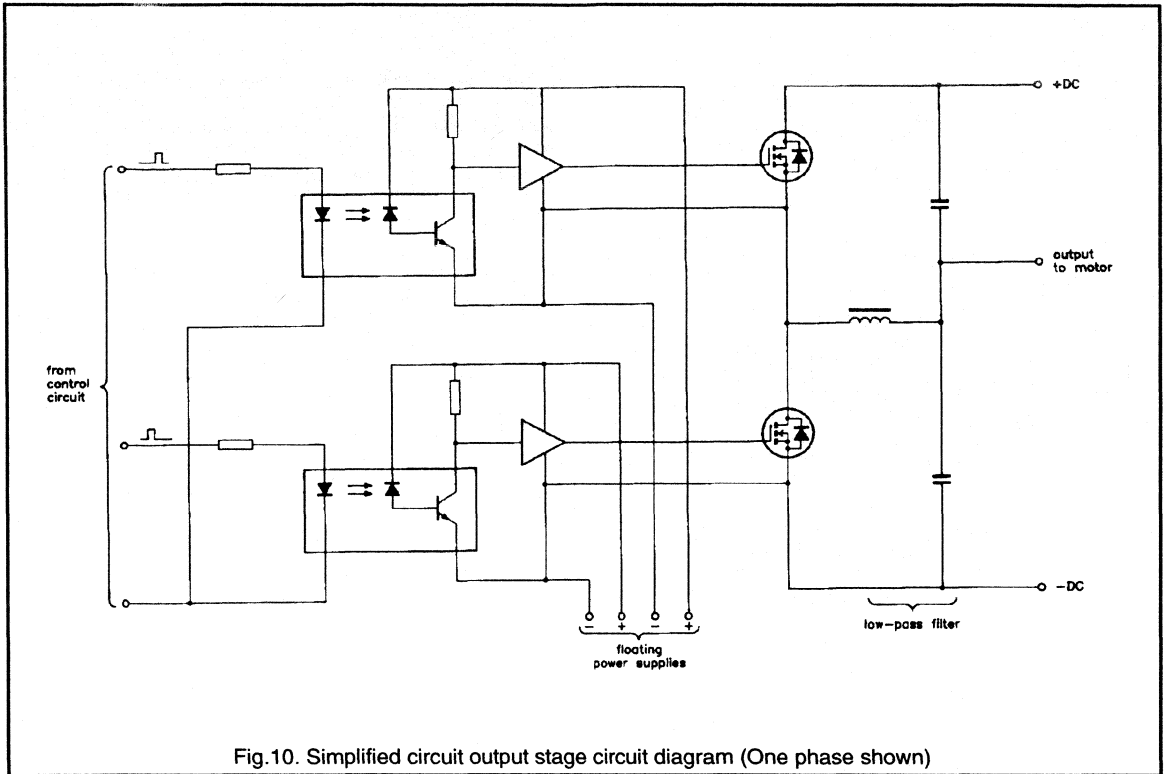 +DC
output
to motor
from
control
circuit
-DC
low-pass filter
- + - +
floating
power supplies
Fig.10. Simplified circuit output stage circuit diagram (One phase shown)